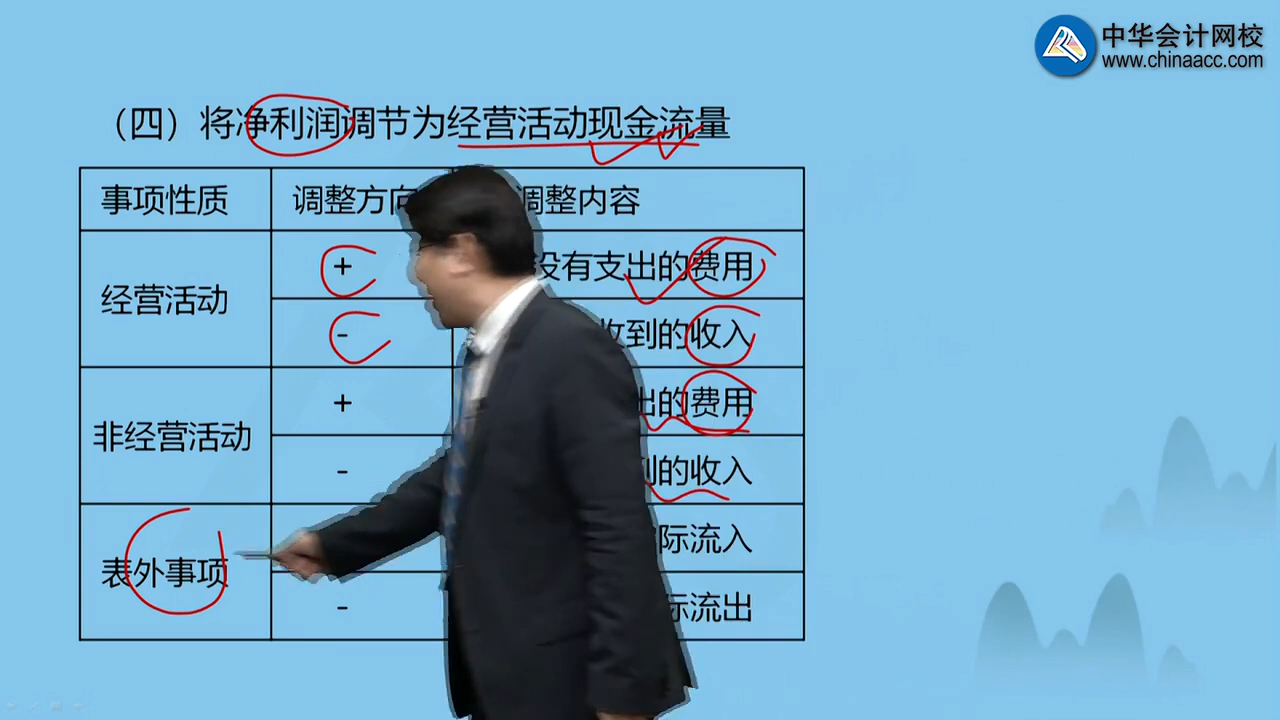 中华会计网校
www.chinaacc.com
（四）将净利润调节为经营活动现金流量
事项性质 调整方向 调整内容
经营活动
+ 没有支出的费用
- 收到的收入
非经营活动
+ 出的费用
- 到的收入
表外事项
际流入
- 际流出